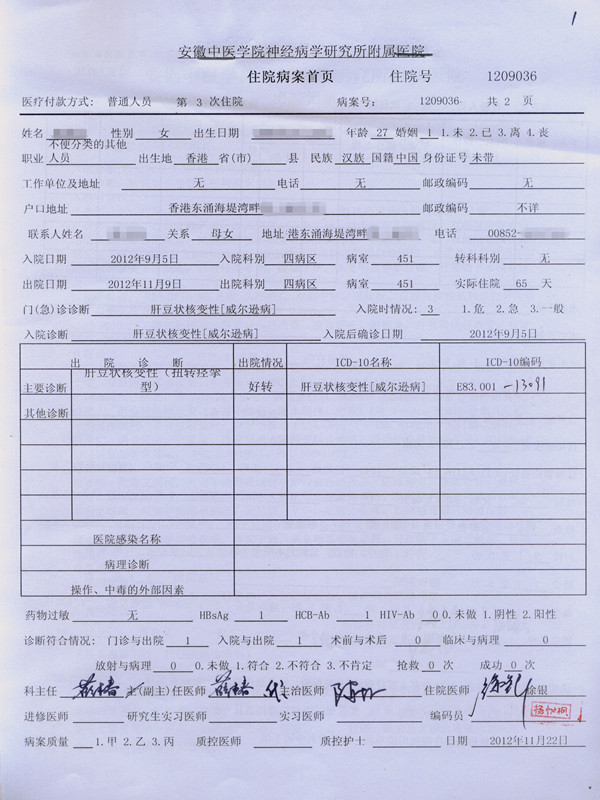 1
安徽中医学院神经病学研究所附属医院
住院病案首页 住院号 1209036
医疗付款方式: 普通人员 第 3 次住院 病案号: 1209036 共 2 页
姓名 性别 女 出生日期 年龄 27 婚姻 1 1.未 2.已 3.离 4.丧
不便分类的其他
职业 人员 出生地 香港 省(市) 县 民族 汉族 国籍 中国 身份证号 未带
工作单位及地址 无 电话 无 邮政编码 无
户口地址 香港东涌海堤湾畔 邮政编码 不详
联系人姓名 关系 母女 地址 港东涌海堤湾畔 电话 00852-
入院日期 2012年9月5日 入院科别 四病区 病室 451 转科科别 无
出院日期 2012年11月9日 出院科别 四病区 病室 451 实际住院 65 天
门(急)诊诊断 肝豆状核变性[威尔逊病] 入院时情况: 3 1.危 2.急 3.一般
入院诊断 肝豆状核变性[威尔逊病] 入院后确诊日期 2012年9月5日
出 院 诊 断 出院情况 ICD-10名称 ICD-10编码
主要诊断 肝豆状核变性(扭转痉挛型) 好转 肝豆状核变性[威尔逊病] E83.001 -13091
其他诊断
医院感染名称
病理诊断
操作、中毒的外部因素
药物过敏 无 HBsAg 1 HCB-Ab 1 HIV-Ab 0 0.未做 1.阴性 2.阳性
诊断符合情况: 门诊与出院 1 入院与出院 1 术前与术后 0 临床与病理 0
放射与病理 0 0.未做 1.符合 2.不符合 3.不肯定 抢救 0 次 成功 0 次
科主任 主(副主)任医师 主治医师 住院医师 徐银
进修医师 研究生实习医师 实习医师 编码员
病案质量 1.甲 2.乙 3.丙 质控医师 质控护士 日期 2012年11月22日